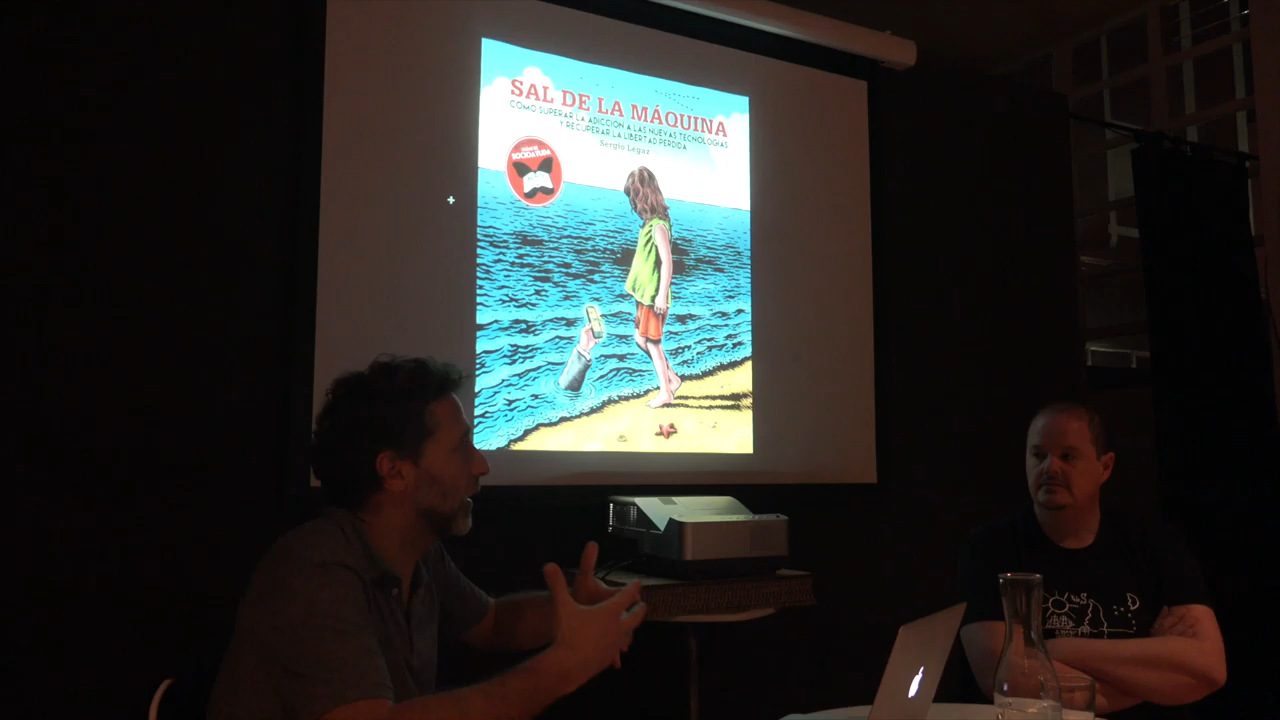 SAL DE LA MÁQUINA
CÓMO SUPERAR LA ADICCIÓN A LAS NUEVAS TECNOLOGÍAS
Y RECUPERAR LA LIBERTAD PERDIDA
Sergio Legaz